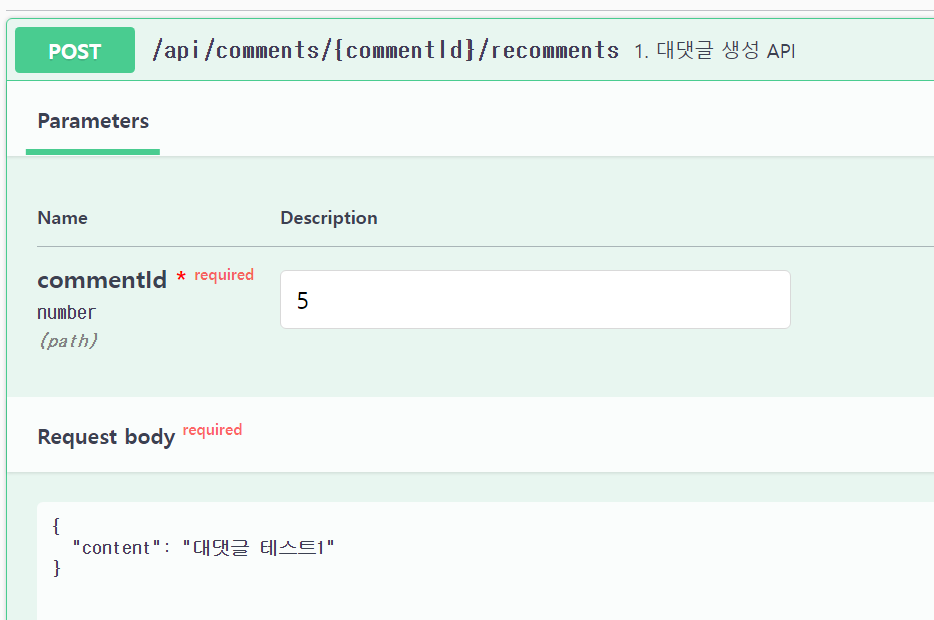 POST /api/comments/{commentId}/recomments 1. 대댓글 생성 API
Parameters
Name Description
commentId * required
number
(path)
5
Request body required
{
"content": "대댓글 테스트1"
}